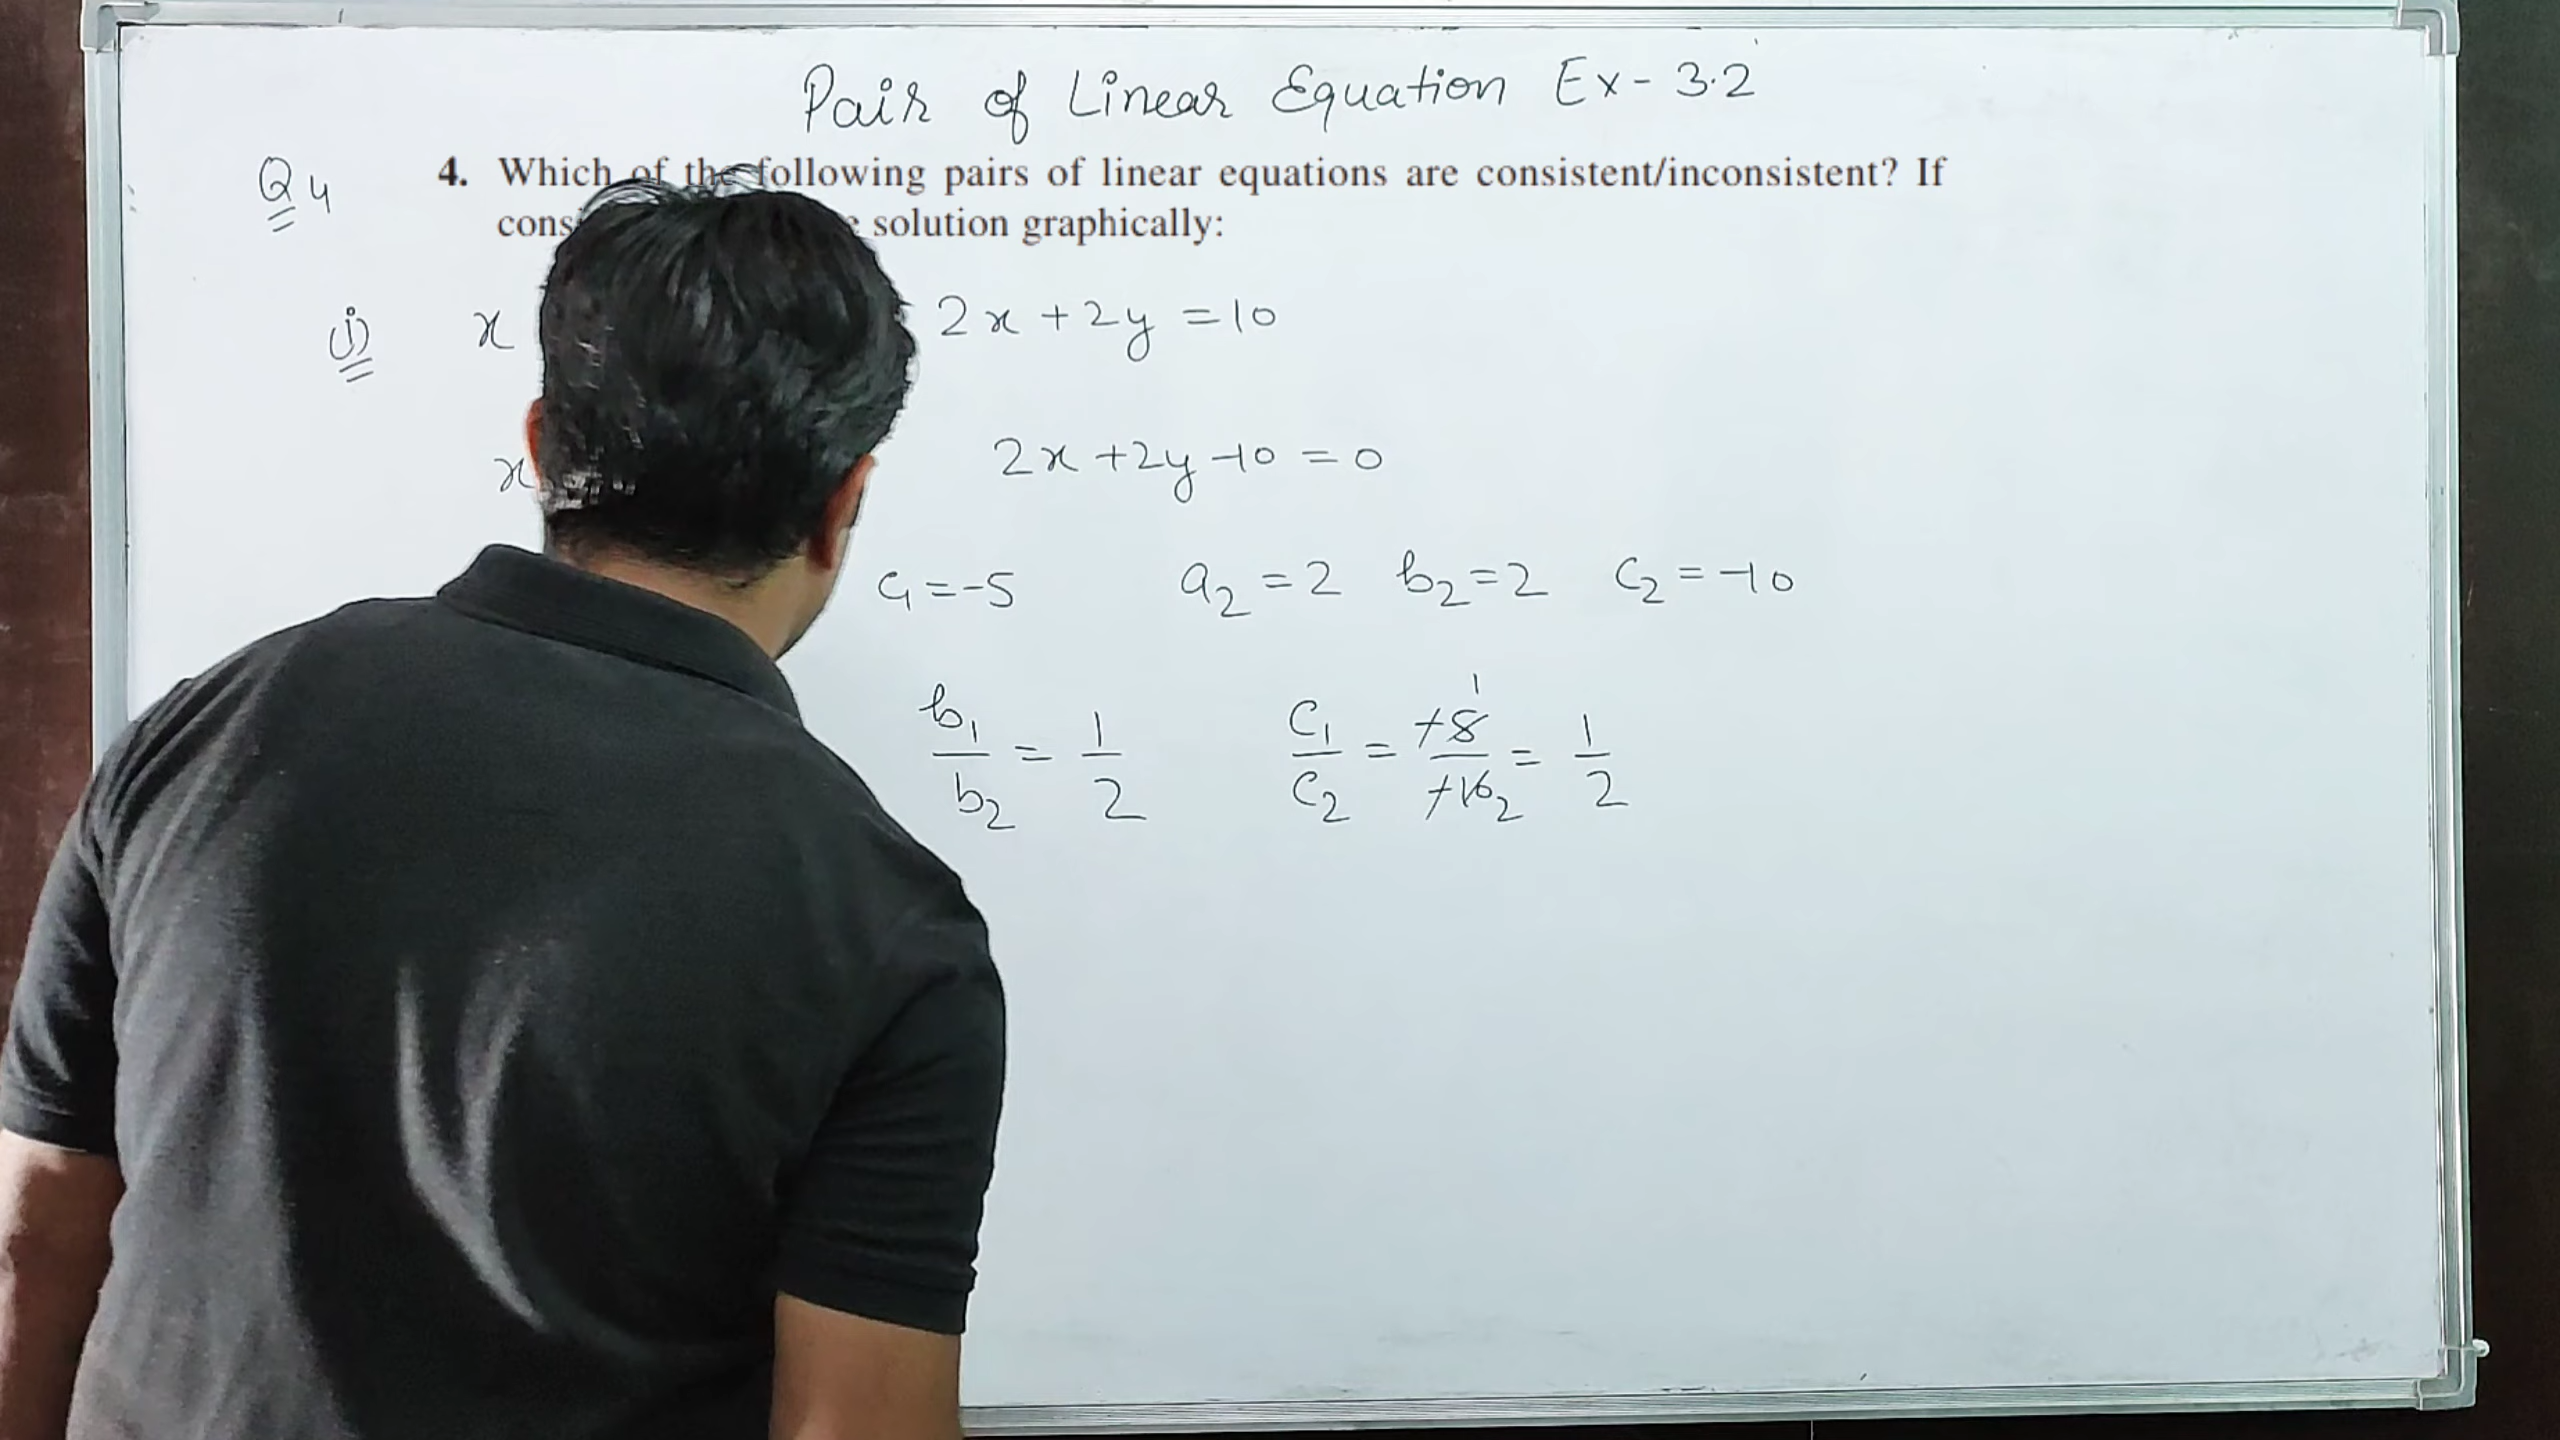 Pair of Linear Equation Ex - 3.2
Q4 4. Which of the following pairs of linear equations are consistent/inconsistent? If
solution graphically:
(i) x 2x + 2y = 10
x 2x + 2y - 10 = 0
c₁ = -5 a₂ = 2 b₂ = 2 c₂ = -10
b₁/b₂ = 1/2 c₁/c₂ = -5/-10 = 1/2